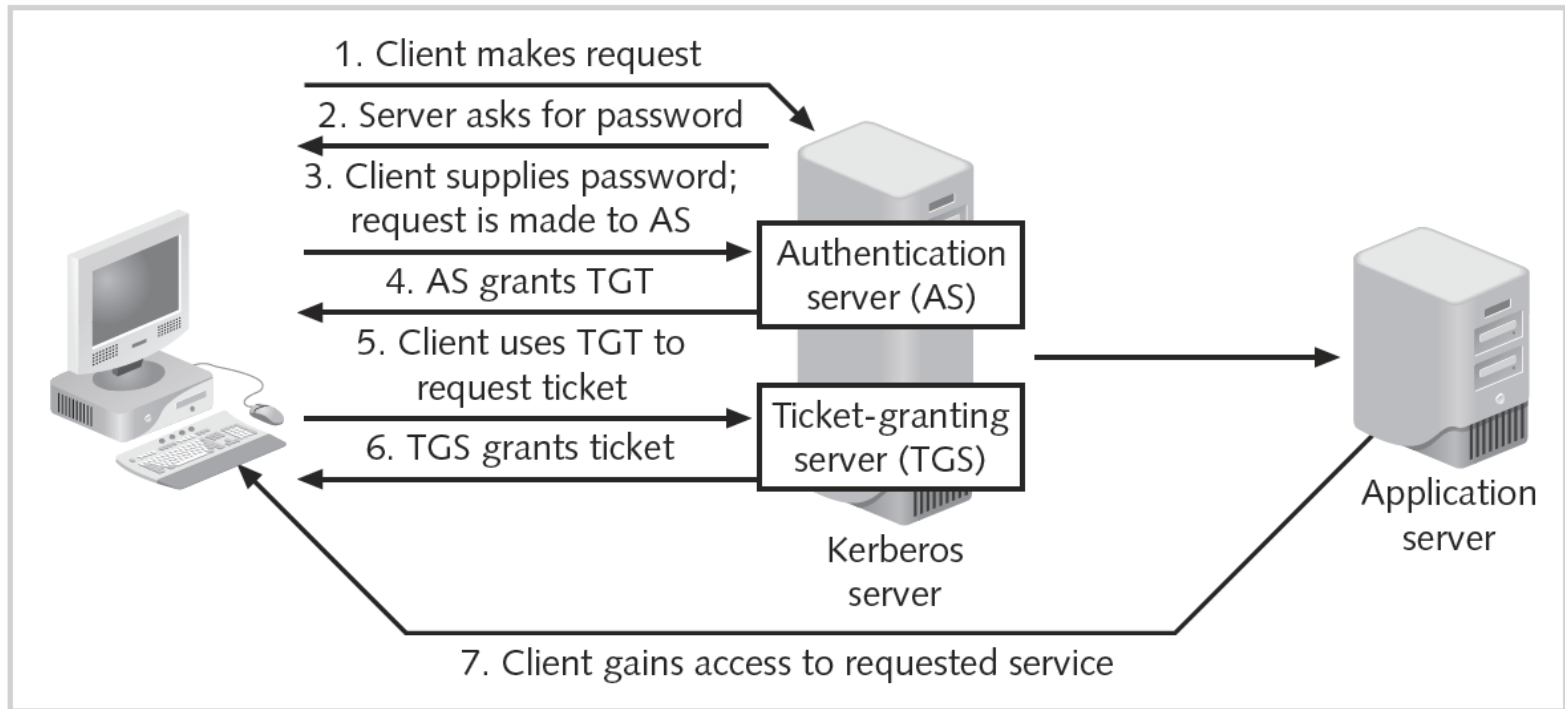 1. Client makes request
2. Server asks for password
3. Client supplies password;
request is made to AS
4. AS grants TGT
5. Client uses TGT to
request ticket
6. TGS grants ticket
Authentication
server (AS)
Ticket-granting
server (TGS)
Kerberos
server
Application
server
7. Client gains access to requested service